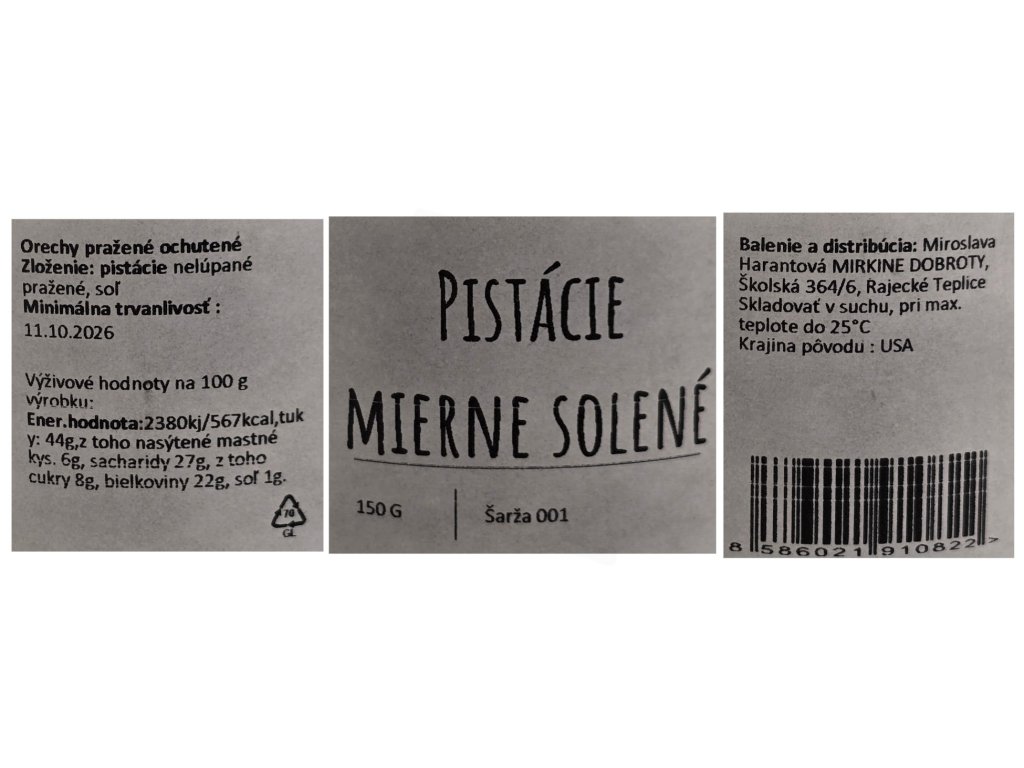 Orechy pražené ochutené
Zloženie: pistácie nelúpané
pražené, soľ
Minimálna trvanlivosť :
11.10.2026
Výživové hodnoty na 100 g
výrobku:
Ener.hodnota:2380kj/567kcal,tuk
y: 44g,z toho nasýtené mastné
kys. 6g, sacharidy 27g, z toho
cukry 8g, bielkoviny 22g, soľ 1g.
70
GL
PISTÁCIE
MIERNE SOLENÉ
150 G
Šarža 001
Balenie a distribúcia: Miroslava
Harantová MIRKINE DOBROTY,
Školská 364/6, Rajecké Teplice
Skladovať v suchu, pri max.
teplote do 25°C
Krajina pôvodu : USA
8 586021 910822 >